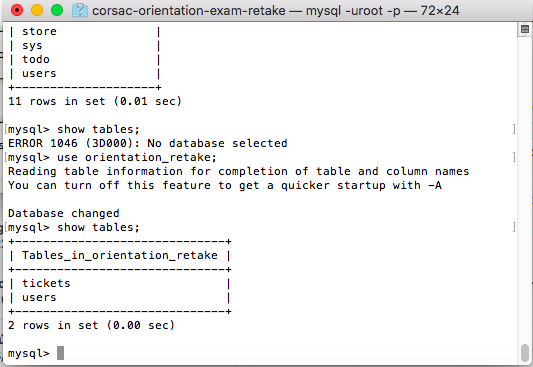 corsac-orientation-exam-retake — mysql -uroot -p — 72×24
| store             |
| sys               |
| todo              |
| users             |
+-------------------+
11 rows in set (0.01 sec)

[mysql> show tables; ]
ERROR 1046 (3D000): No database selected
[mysql> use orientation_retake; ]
Reading table information for completion of table and column names
You can turn off this feature to get a quicker startup with -A

Database changed
[mysql> show tables; ]
+------------------------------+
| Tables_in_orientation_retake |
+------------------------------+
| tickets                      |
| users                        |
+------------------------------+
2 rows in set (0.00 sec)

mysql>